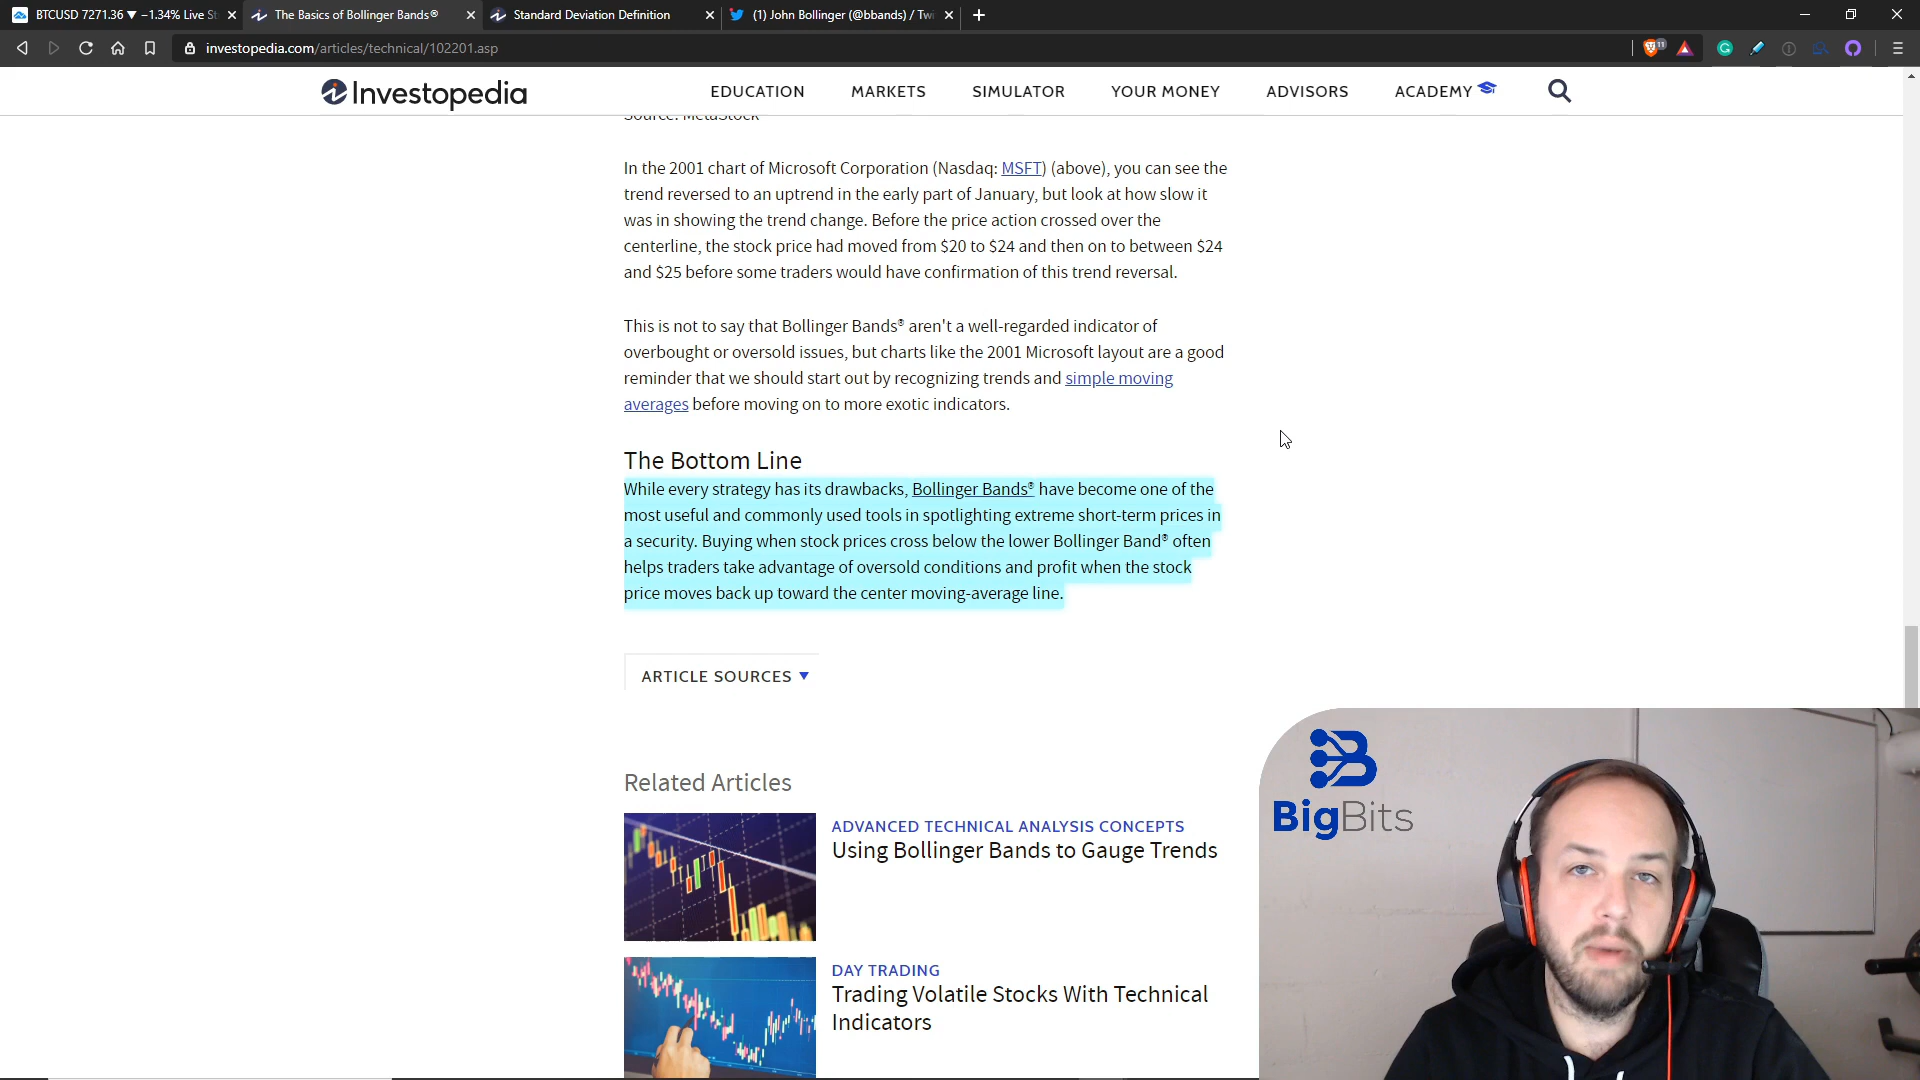 BTCUSD 7271.36 ▼ −1.34% Live St
The Basics of Bollinger Bands®
Standard Deviation Definition
(1) John Bollinger (@bbands) / Twi
investopedia.com/articles/technical/102201.asp
11
Investopedia
EDUCATION
MARKETS
SIMULATOR
YOUR MONEY
ADVISORS
ACADEMY
Source: MetaStock
In the 2001 chart of Microsoft Corporation (Nasdaq: MSFT) (above), you can see the
trend reversed to an uptrend in the early part of January, but look at how slow it
was in showing the trend change. Before the price action crossed over the
centerline, the stock price had moved from $20 to $24 and then on to between $24
and $25 before some traders would have confirmation of this trend reversal.
This is not to say that Bollinger Bands® aren't a well-regarded indicator of
overbought or oversold issues, but charts like the 2001 Microsoft layout are a good
reminder that we should start out by recognizing trends and simple moving
averages before moving on to more exotic indicators.
The Bottom Line
While every strategy has its drawbacks, Bollinger Bands® have become one of the
most useful and commonly used tools in spotlighting extreme short-term prices in
a security. Buying when stock prices cross below the lower Bollinger Band® often
helps traders take advantage of oversold conditions and profit when the stock
price moves back up toward the center moving-average line.
ARTICLE SOURCES ▼
Related Articles
ADVANCED TECHNICAL ANALYSIS CONCEPTS
Using Bollinger Bands to Gauge Trends
DAY TRADING
Trading Volatile Stocks With Technical
Indicators
BigBits